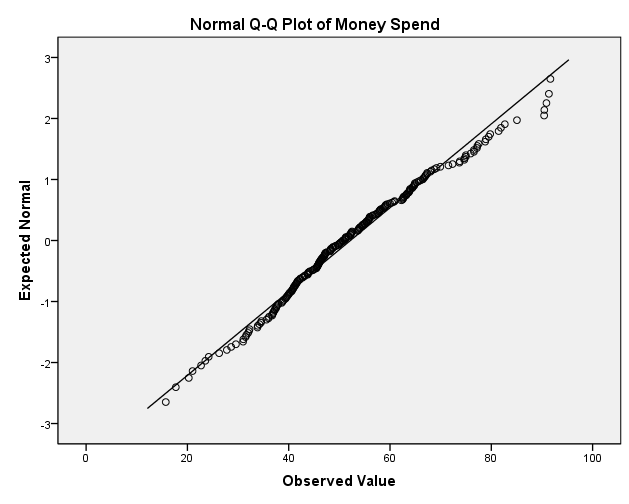 Normal Q-Q Plot of Money Spend
3
2
1
0
-1
-2
-3
Expected Normal
0 20 40 60 80 100
Observed Value